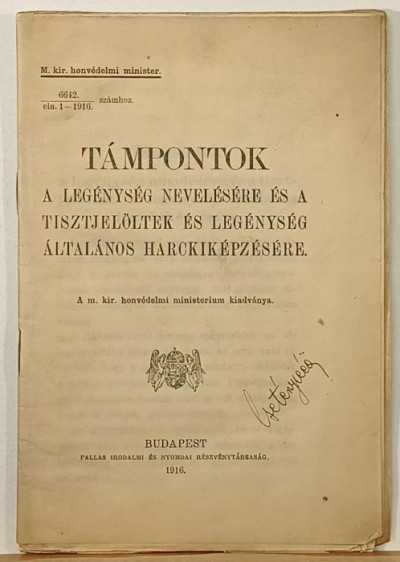 M. kir. honvédelmi minister.
6642.
eln. 1-1916. számhoz.
TÁMPONTOK
A LEGÉNYSÉG NEVELÉSÉRE ÉS A
TISZTJELÖLTEK ÉS LEGÉNYSÉG
ÁLTALÁNOS HARCKIKÉPZÉSÉRE.
A m. kir. honvédelmi ministerium kiadványa.
BUDAPEST
PALLAS IRODALMI ÉS NYOMDAI RÉSZVÉNYTÁRSASÁG.
1916.